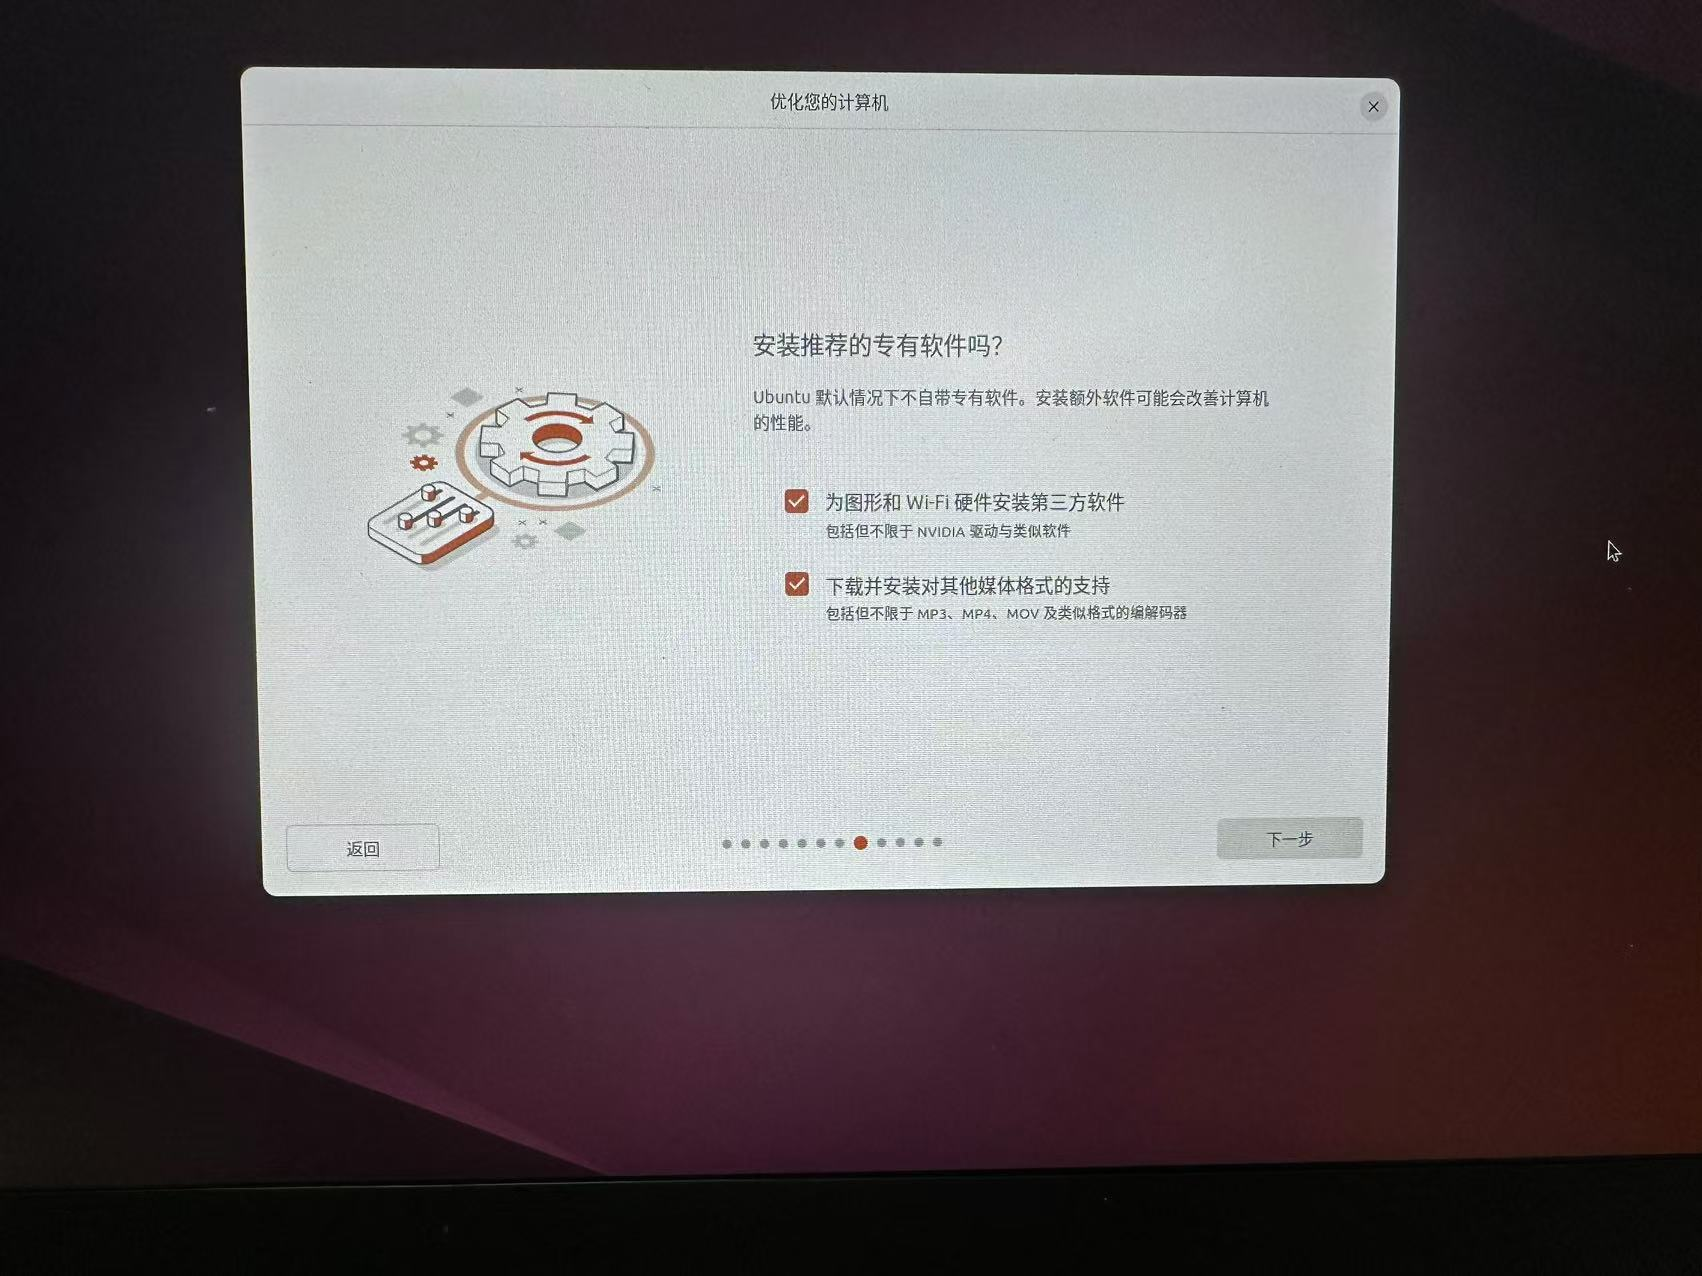 优化您的计算机
安装推荐的专有软件吗？
Ubuntu 默认情况下不自带专有软件。安装额外软件可能会改善计算机
的性能。
为图形和 Wi-Fi 硬件安装第三方软件
包括但不限于 NVIDIA 驱动与类似软件
下载并安装对其他媒体格式的支持
包括但不限于 MP3、MP4、MOV 及类似格式的编解码器
返回
下一步